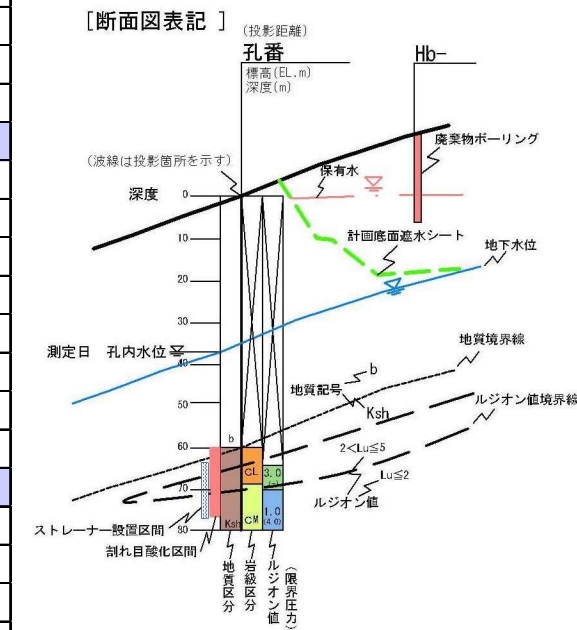 [断面図表記 ]
(投影距離)
孔番
標高(EL.m)
深度(m)
Hb-
廃棄物ボーリング
(波線は投影箇所を示す)
保有水
深度
0
10
計画底面遮水シート
地下水位
20
30
測定日 孔内水位
40
地質境界線
b
地質記号
50
Ksh
ルジオン値境界線
b
60
2<Lu≦5
CL
3.0
Lu≦2
70
ルジオン値
1.0
(4.0)
Ksh
CM
80
ストレーナー設置区間
割れ目酸化区間
地質区分
岩級区分
ルジオン値
(限界圧力)